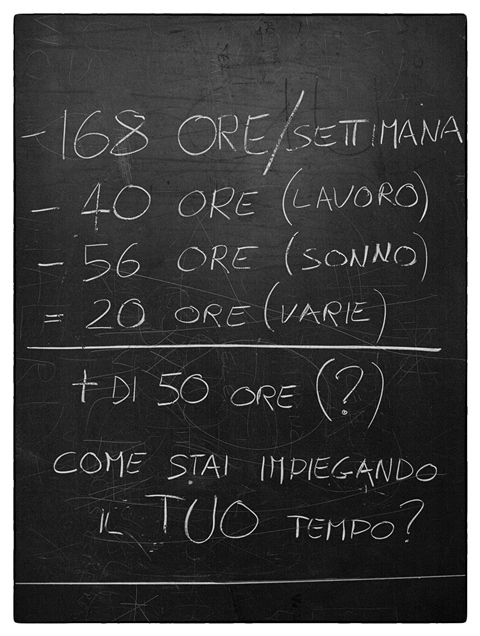 - 168 ORE/SETTIMANA
- 40 ORE (LAVORO)
- 56 ORE (SONNO)
= 20 ORE (VARIE)
+ DI 50 ORE (?)
COME STAI IMPIEGANDO
IL TUO TEMPO?